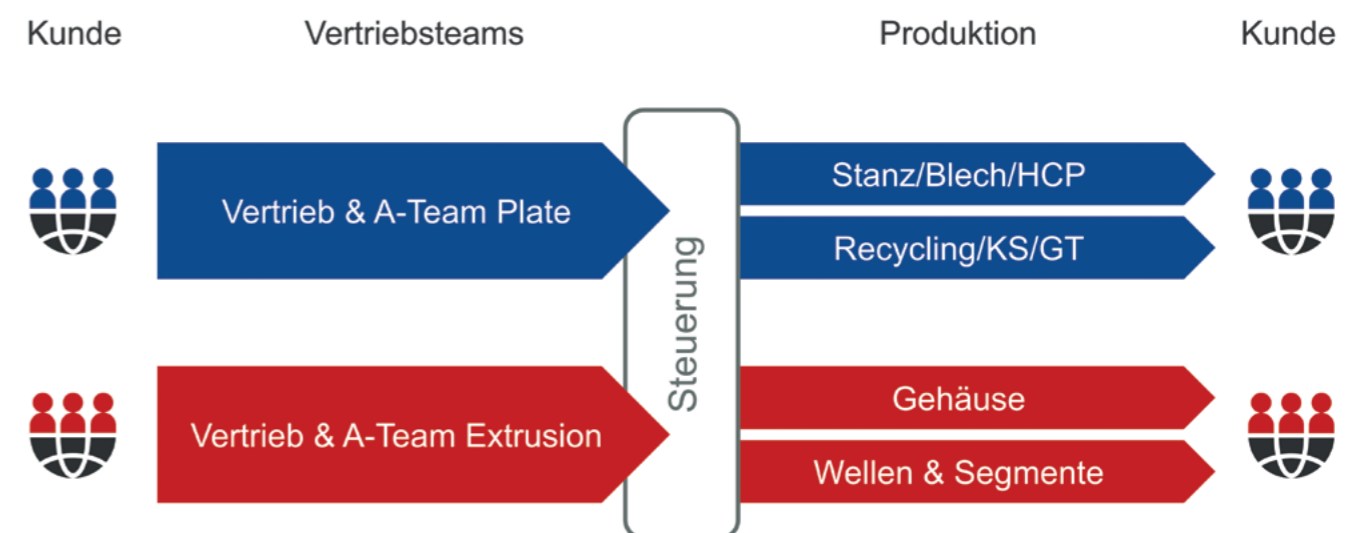 Kunde
Vertriebsteams
Produktion
Kunde
Vertrieb & A-Team Plate
Steuerung
Stanz/Blech/HCP
Recycling/KS/GT
Vertrieb & A-Team Extrusion
Gehäuse
Wellen & Segmente